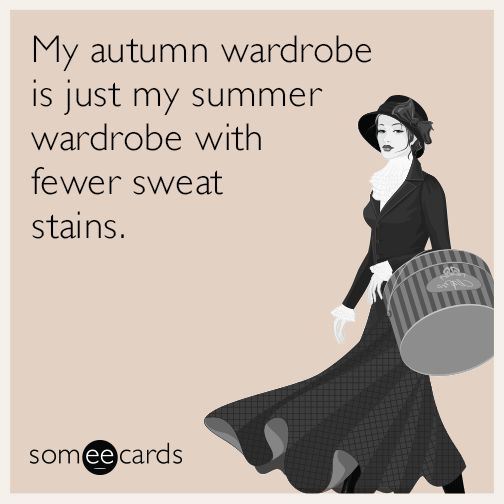 My autumn wardrobe
is just my summer
wardrobe with
fewer sweat
stains.
someecards